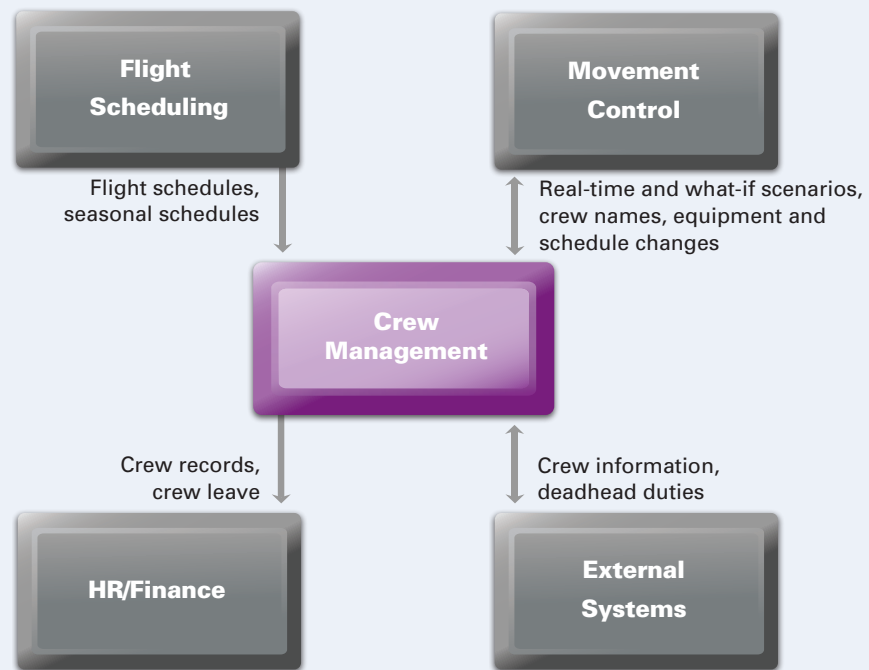 Flight
Scheduling
Movement
Control
Flight schedules,
seasonal schedules
Real-time and what-if scenarios,
crew names, equipment and
schedule changes
Crew
Management
Crew records,
crew leave
Crew information,
deadhead duties
HR/Finance
External
Systems